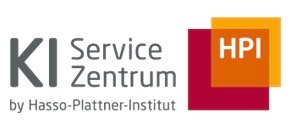 KI Service Zentrum
by Hasso-Plattner-Institut
HPI